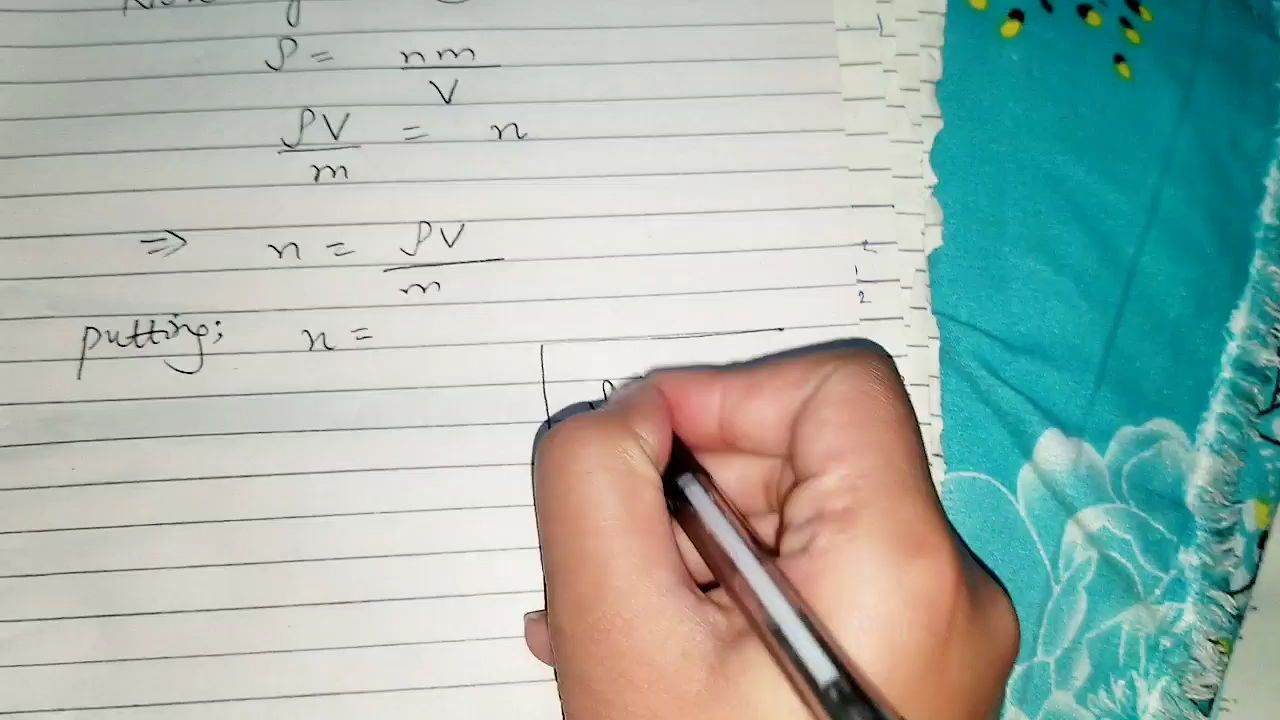 ρ = nm/V
ρV/m = n
⇒ n = ρV/m
putting; n =